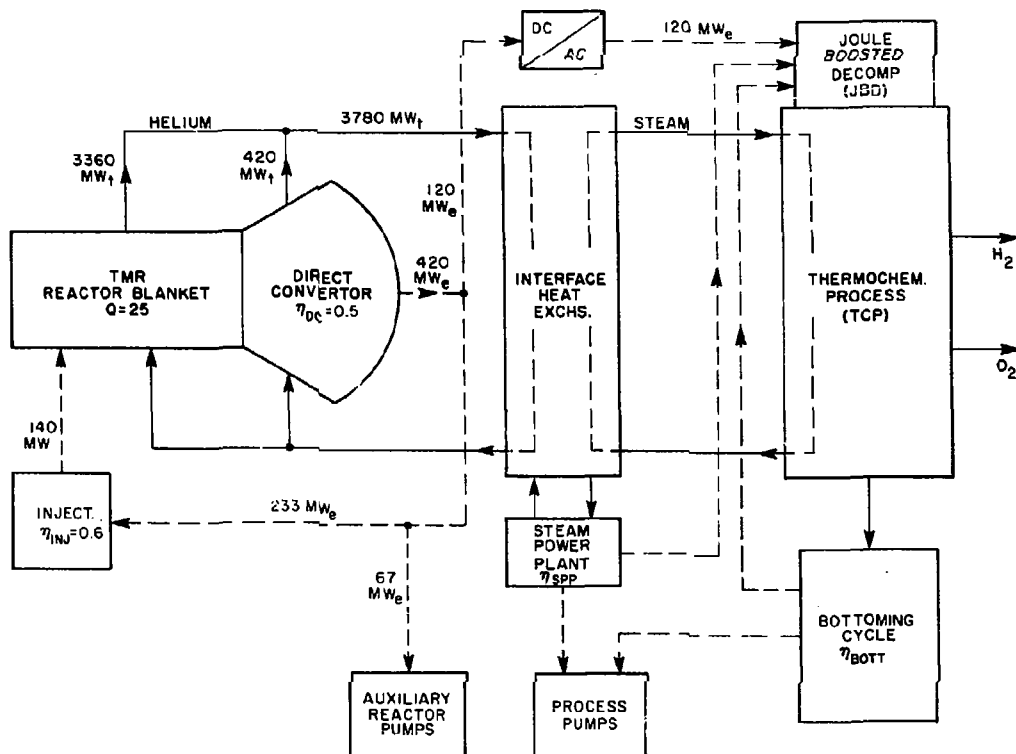 DC
AC
120 MWe
JOULE
BOOSTED
DECOMP
(JBD)
HELIUM
3780 MWt
STEAM
3360
MWt
420
MWt
120
MWe
420
MWe
TMR
REACTOR BLANKET
Q=25
DIRECT
CONVERTOR
ηDC=0.5
INTERFACE
HEAT
EXCHS.
THERMOCHEM.
PROCESS
(TCP)
H2
O2
140
MW
INJECT.
ηINJ=0.6
233 MWe
67
MWe
STEAM
POWER
PLANT
ηSPP
BOTTOMING
CYCLE
ηBOTT
AUXILIARY
REACTOR
PUMPS
PROCESS
PUMPS